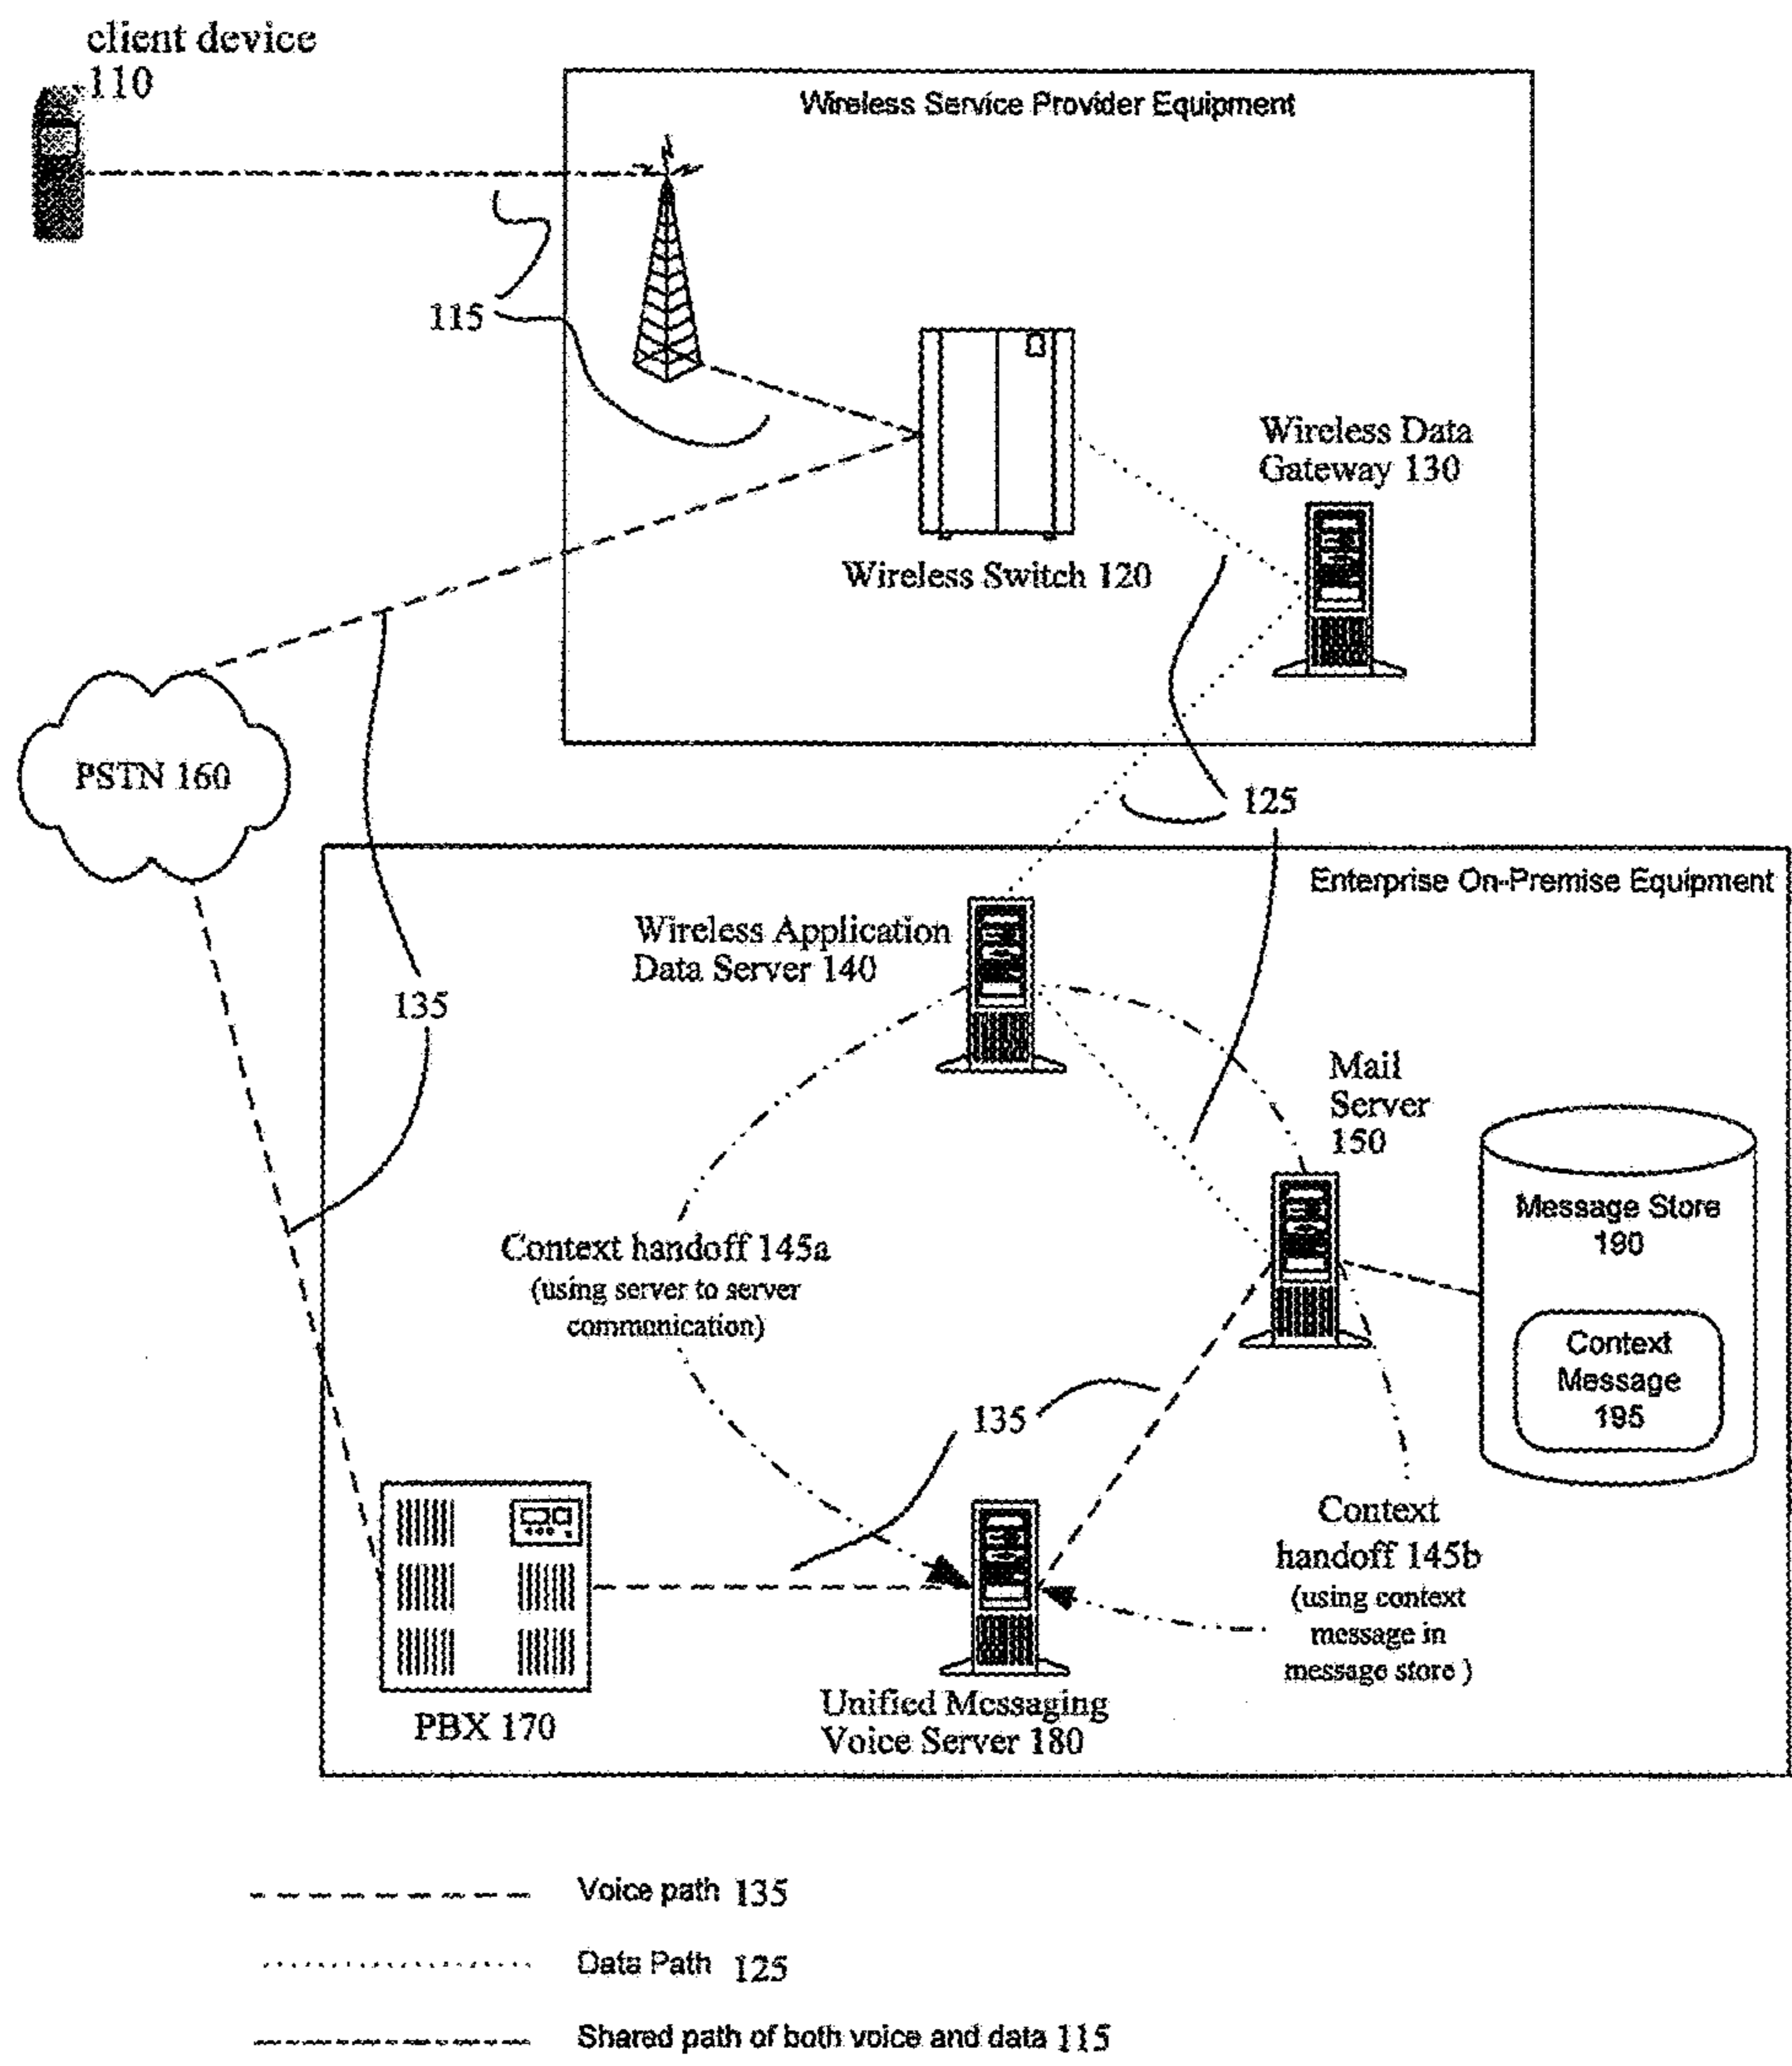 client device
110
Wireless Service Provider Equipment
115
Wireless Data
Gateway 130
Wireless Switch 120
PSTN 160
125
Enterprise On-Premise Equipment
Wireless Application
Data Server 140
135
Mail
Server
150
Message Store
190
Context handoff 145a
(using server to server
communication)
Context
Message
195
135
Context
handoff 145b
(using context
message in
message store )
PBX 170
Unified Messaging
Voice Server 180
Voice path 135
Data Path 125
Shared path of both voice and data 115